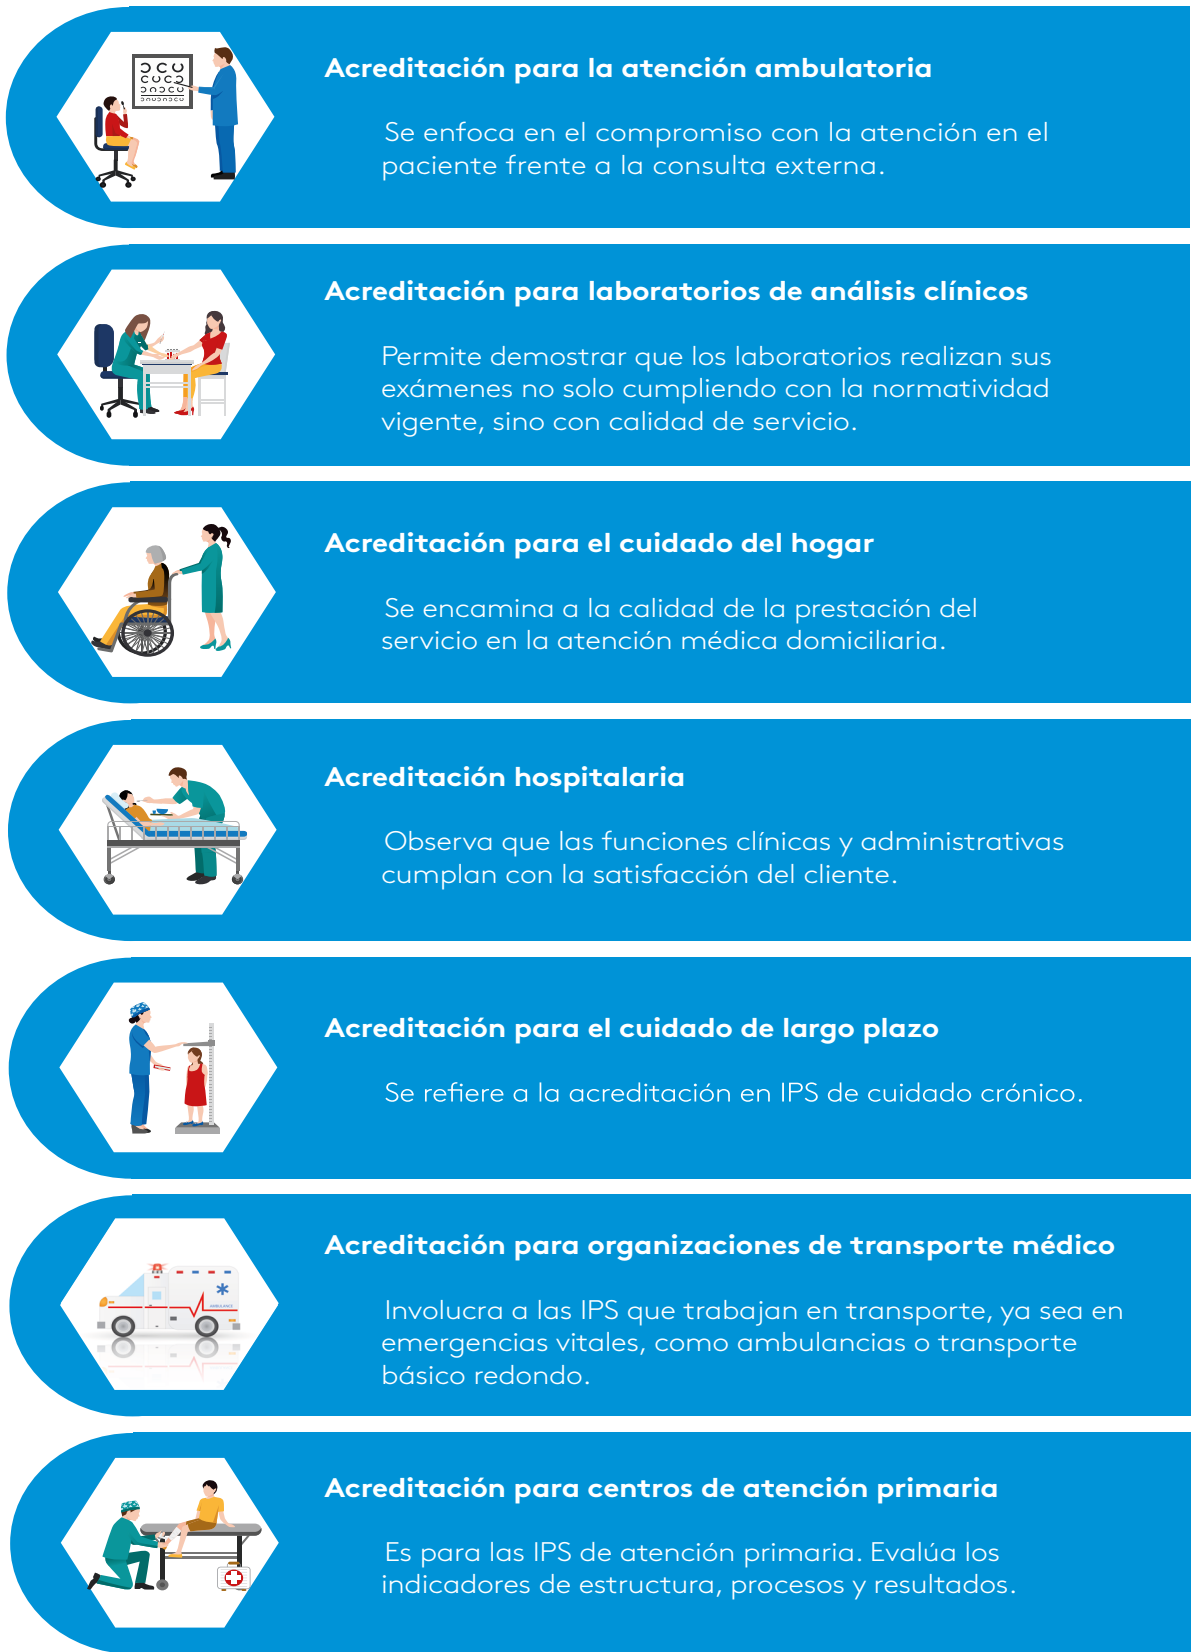 Acreditación para la atención ambulatoria
Se enfoca en el compromiso con la atención en el
paciente frente a la consulta externa.
Acreditación para laboratorios de análisis clínicos
Permite demostrar que los laboratorios realizan sus
exámenes no solo cumpliendo con la normatividad
vigente, sino con calidad de servicio.
Acreditación para el cuidado del hogar
Se encamina a la calidad de la prestación del
servicio en la atención médica domiciliaria.
Acreditación hospitalaria
Observa que las funciones clínicas y administrativas
cumplan con la satisfacción del cliente.
Acreditación para el cuidado de largo plazo
Se refiere a la acreditación en IPS de cuidado crónico.
Acreditación para organizaciones de transporte médico
AMBULANCE
Involucra a las IPS que trabajan en transporte, ya sea en
emergencias vitales, como ambulancias o transporte
básico redondo.
Acreditación para centros de atención primaria
Es para las IPS de atención primaria. Evalúa los
indicadores de estructura, procesos y resultados.